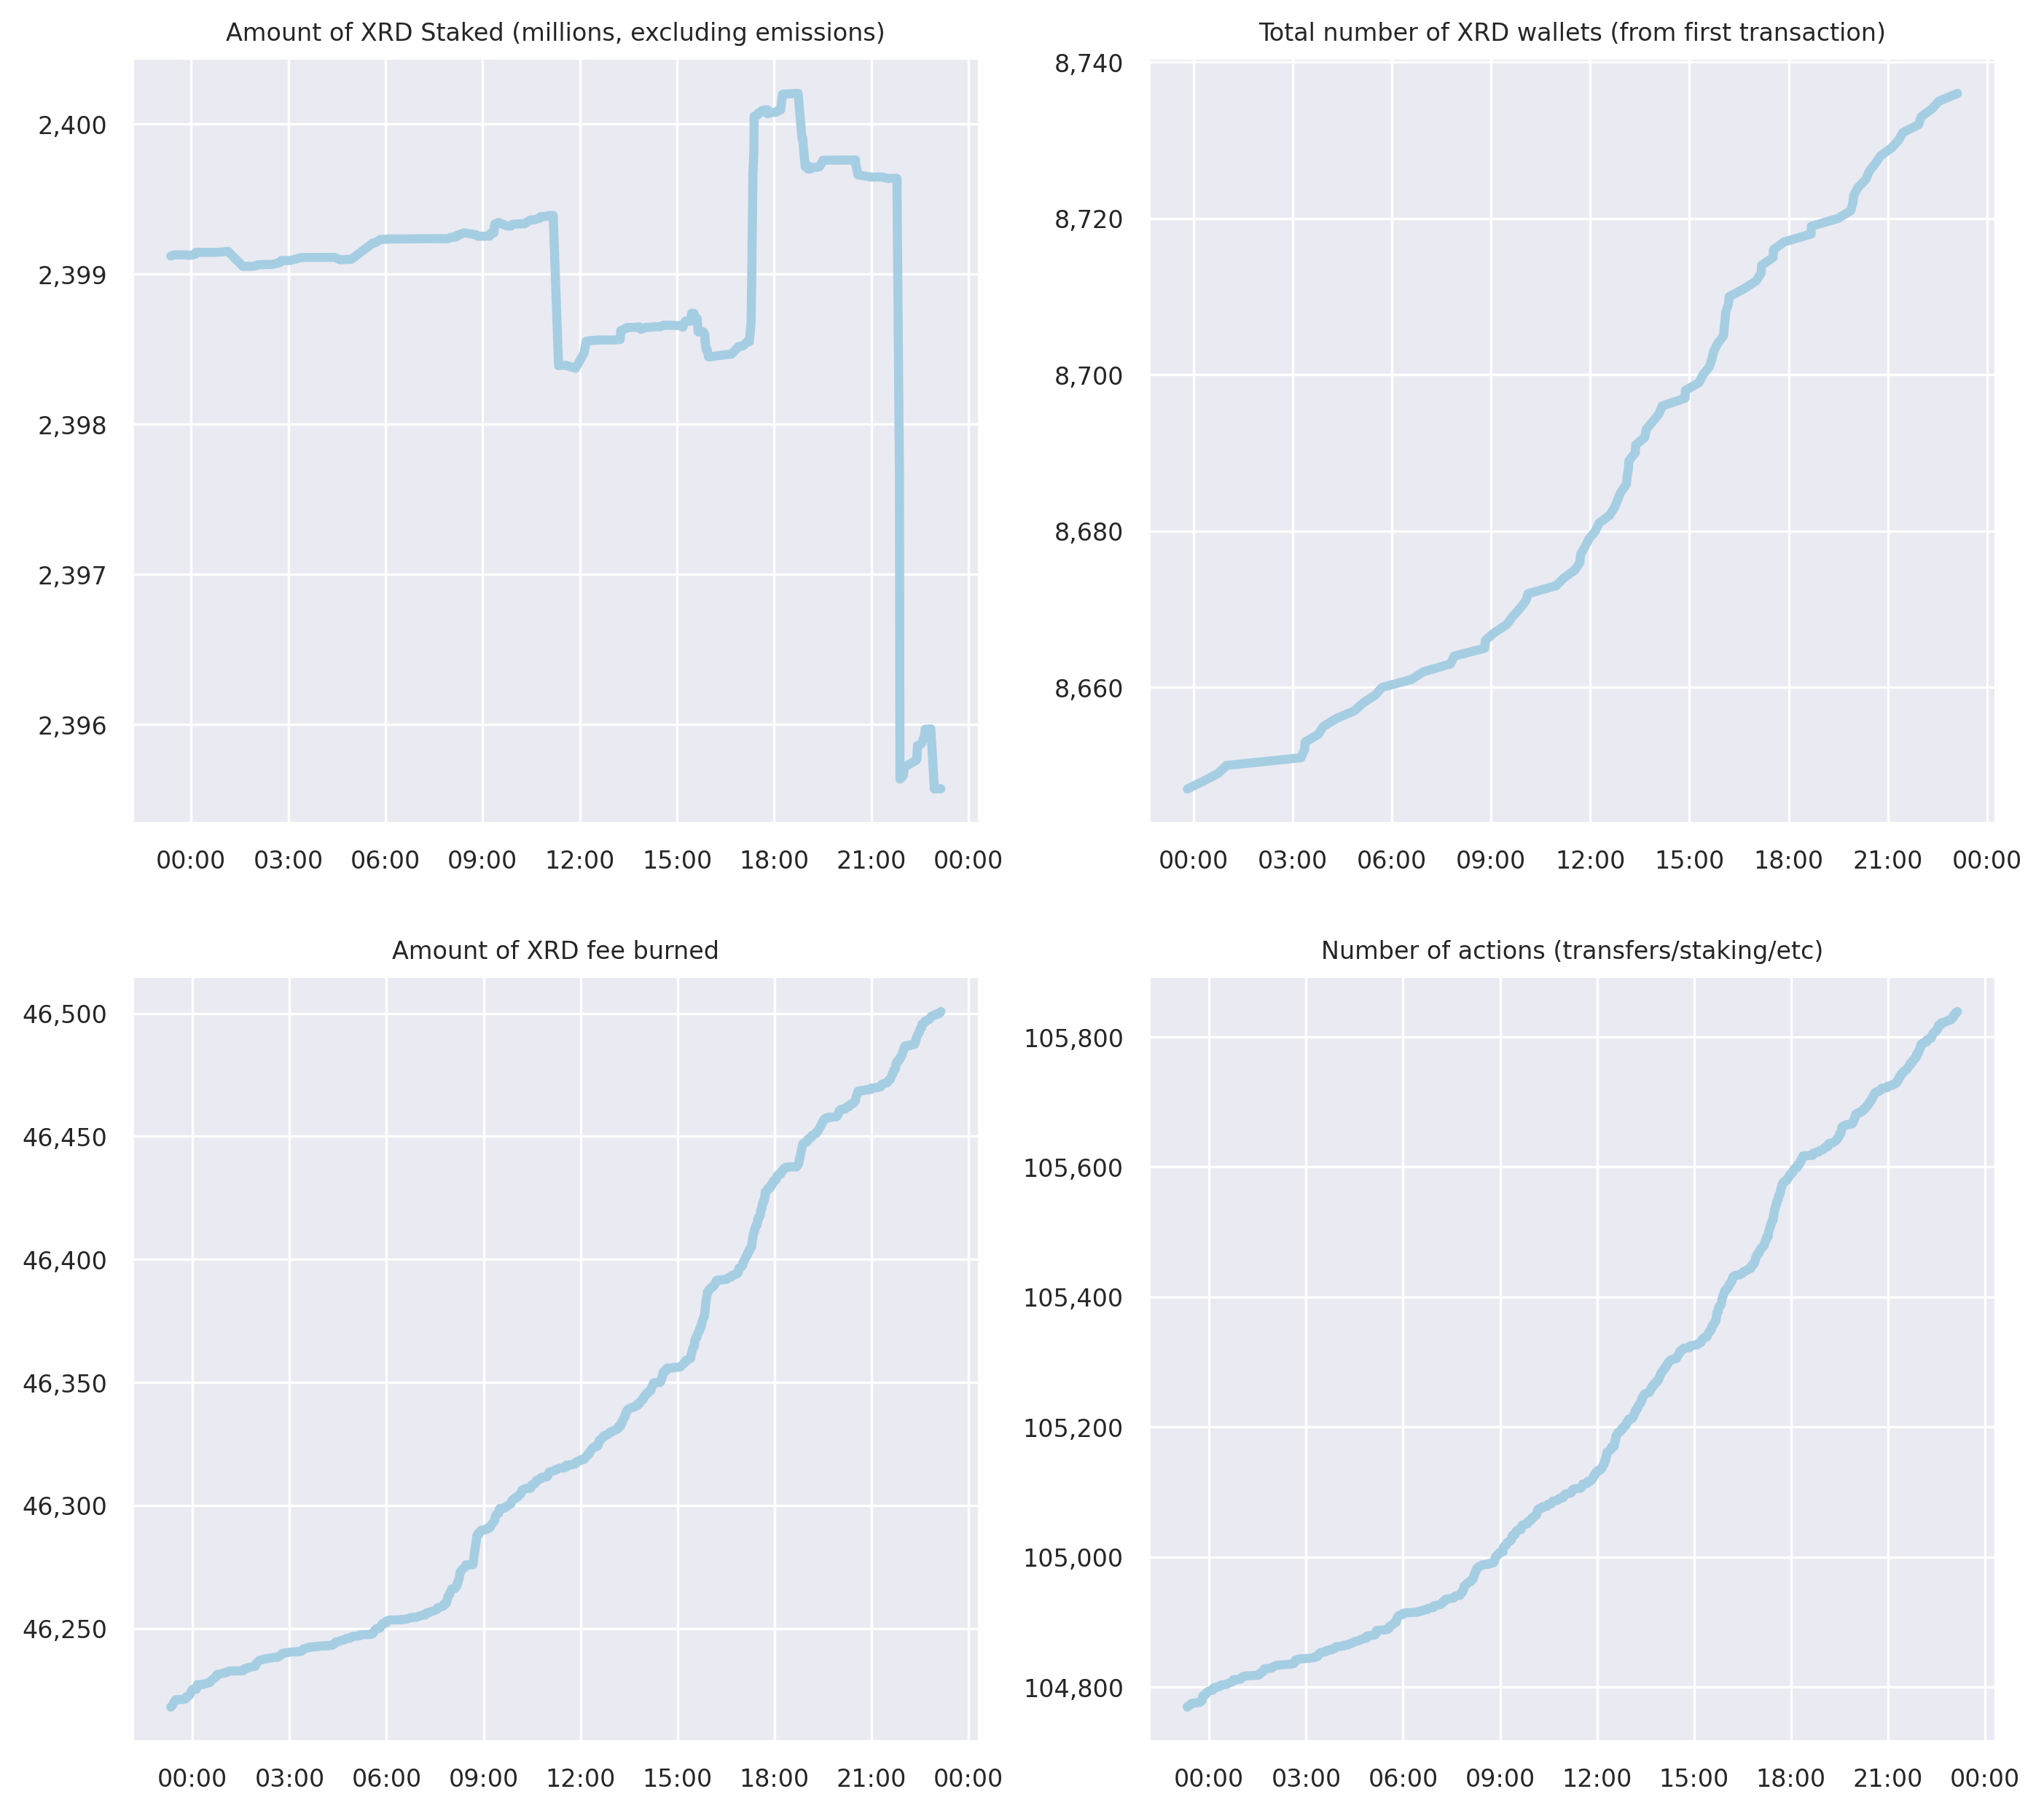 Amount of XRD Staked (millions, excluding emissions)
2,400
2,399
2,398
2,397
2,396
00:00 03:00 06:00 09:00 12:00 15:00 18:00 21:00 00:00
Total number of XRD wallets (from first transaction)
8,740
8,720
8,700
8,680
8,660
00:00 03:00 06:00 09:00 12:00 15:00 18:00 21:00 00:00
Amount of XRD fee burned
46,500
46,450
46,400
46,350
46,300
46,250
00:00 03:00 06:00 09:00 12:00 15:00 18:00 21:00 00:00
Number of actions (transfers/staking/etc)
105,800
105,600
105,400
105,200
105,000
104,800
00:00 03:00 06:00 09:00 12:00 15:00 18:00 21:00 00:00